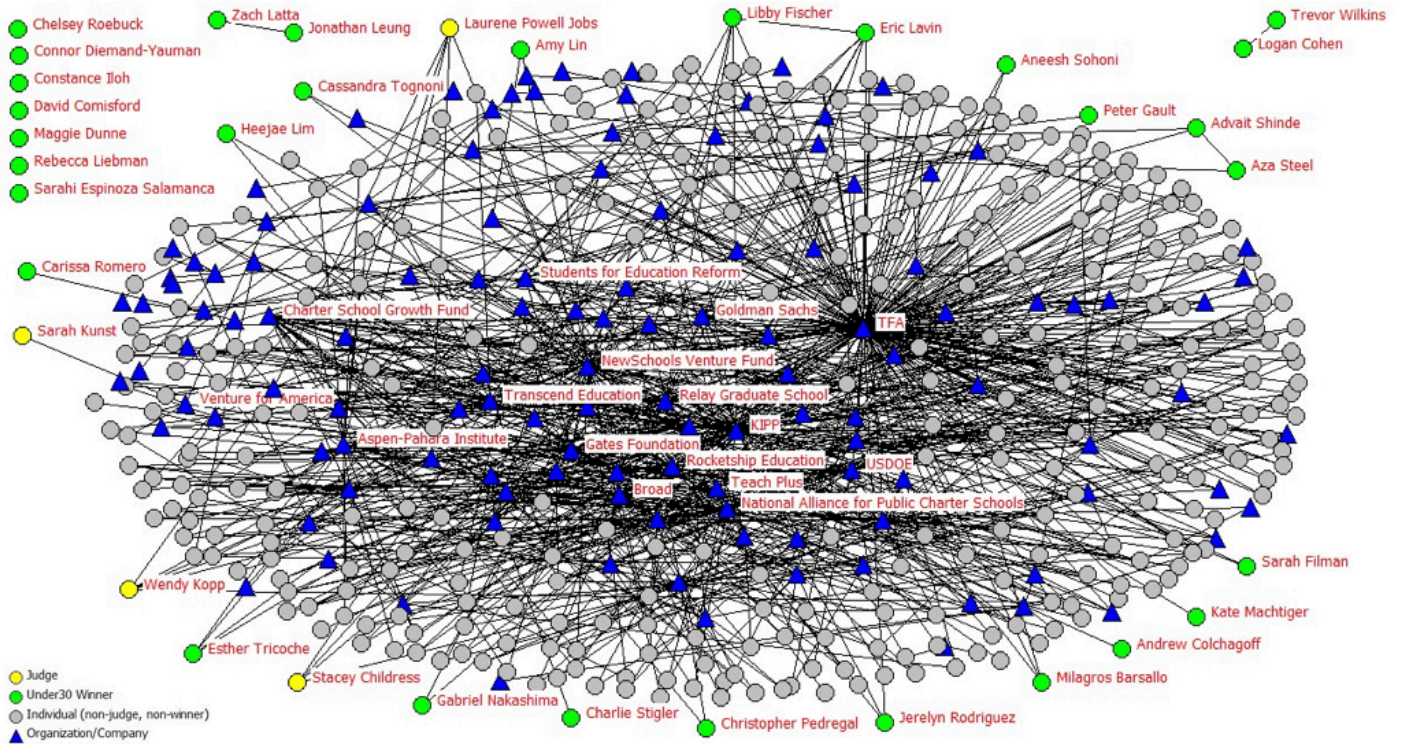 Chelsey Roebuck
Connor Diemand-Yauman
Constance Iloh
David Comisford
Maggie Dunne
Rebecca Liebman
Sarahi Espinoza Salamanca
Zach Latta
Jonathan Leung
Laurene Powell Jobs
Amy Lin
Libby Fischer
Eric Lavin
Trevor Wilkins
Logan Cohen
Aneesh Sohoni
Cassandra Tognoni
Heejae Lim
Peter Gault
Advait Shinde
Aza Steel
Carissa Romero
Students for Education Reform
Charter School Growth Fund
Goldman Sachs
TFA
Sarah Kunst
NewSchools Venture Fund
Venture for America
Transcend Education
Relay Graduate School
KIPP
Aspen-Pahara Institute
Gates Foundation
Rocketship Education
USDOE
Broad
Teach Plus
National Alliance for Public Charter Schools
Wendy Kopp
Sarah Filman
Kate Machtiger
Esther Tricoche
Andrew Colchagoff
Stacey Childress
Milagros Barsallo
Gabriel Nakashima
Charlie Stigler
Christopher Pedregal
Jerelyn Rodriguez
Judge
Under30 Winner
Individual (non-judge, non-winner)
Organization/Company